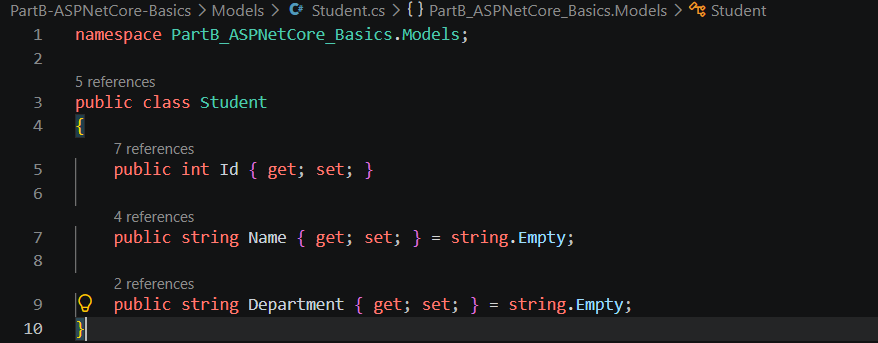 PartB-ASPNetCore-Basics > Models > C# Student.cs > { } PartB_ASPNetCore_Basics.Models > Student
1 namespace PartB_ASPNetCore_Basics.Models;
2
5 references
3 public class Student
4 {
7 references
5 public int Id { get; set; }
6
4 references
7 public string Name { get; set; } = string.Empty;
8
2 references
9 public string Department { get; set; } = string.Empty;
10 }